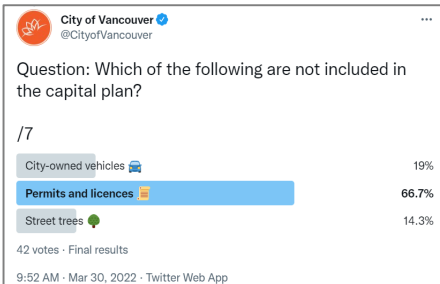 City of Vancouver
@CityofVancouver
Question: Which of the following are not included in
the capital plan?
/7
City-owned vehicles 🚘 19%
Permits and licences 📜 66.7%
Street trees 🌳 14.3%
42 votes · Final results
9:52 AM · Mar 30, 2022 · Twitter Web App